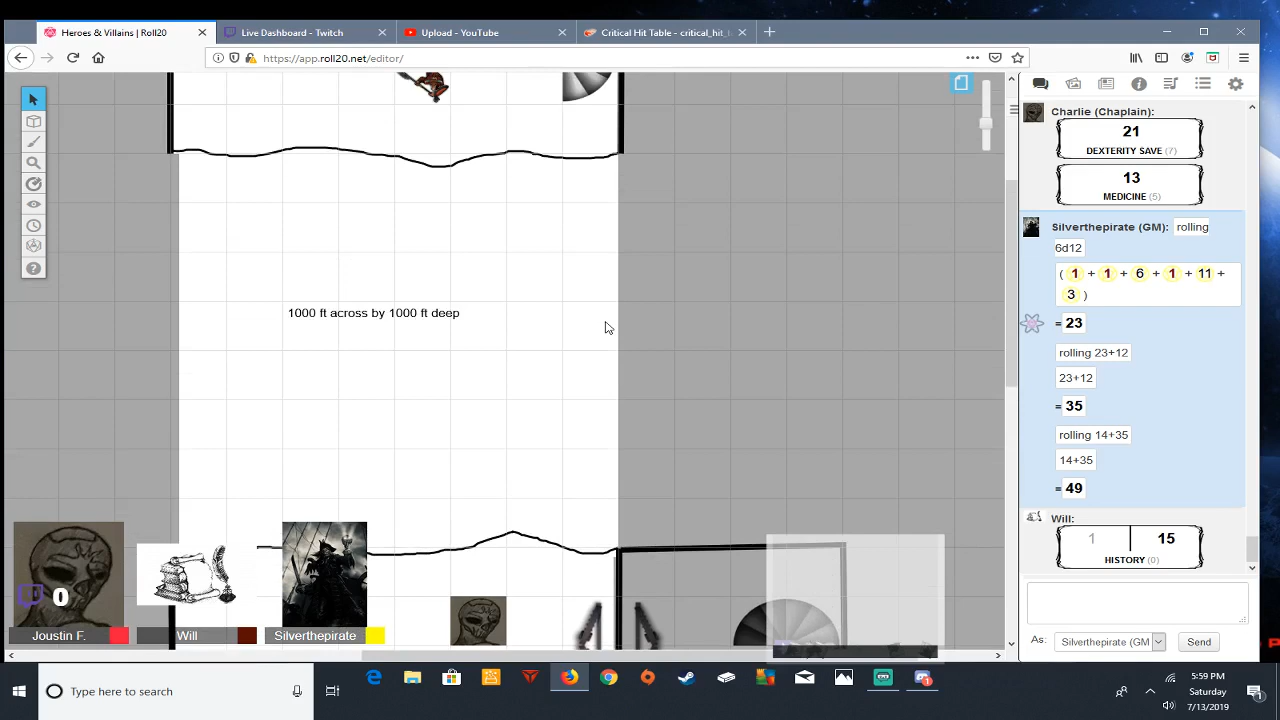 Heroes & Villains | Roll20
Live Dashboard - Twitch
Upload - YouTube
Critical Hit Table - critical_hit_
https://app.roll20.net/editor/
Charlie (Chaplain):
21
DEXTERITY SAVE (7)
13
MEDICINE (5)
Silverthepirate (GM): rolling
6d12
( 1 + 1 + 6 + 1 + 11 +
3 )
= 23
rolling 23+12
23+12
= 35
rolling 14+35
14+35
= 49
Will:
1 15
HISTORY (0)
1000 ft across by 1000 ft deep
0
Joustin F.
Will
Silverthepirate
As:
Silverthepirate (GM
Send
Type here to search
5:59 PM
Saturday
7/13/2019